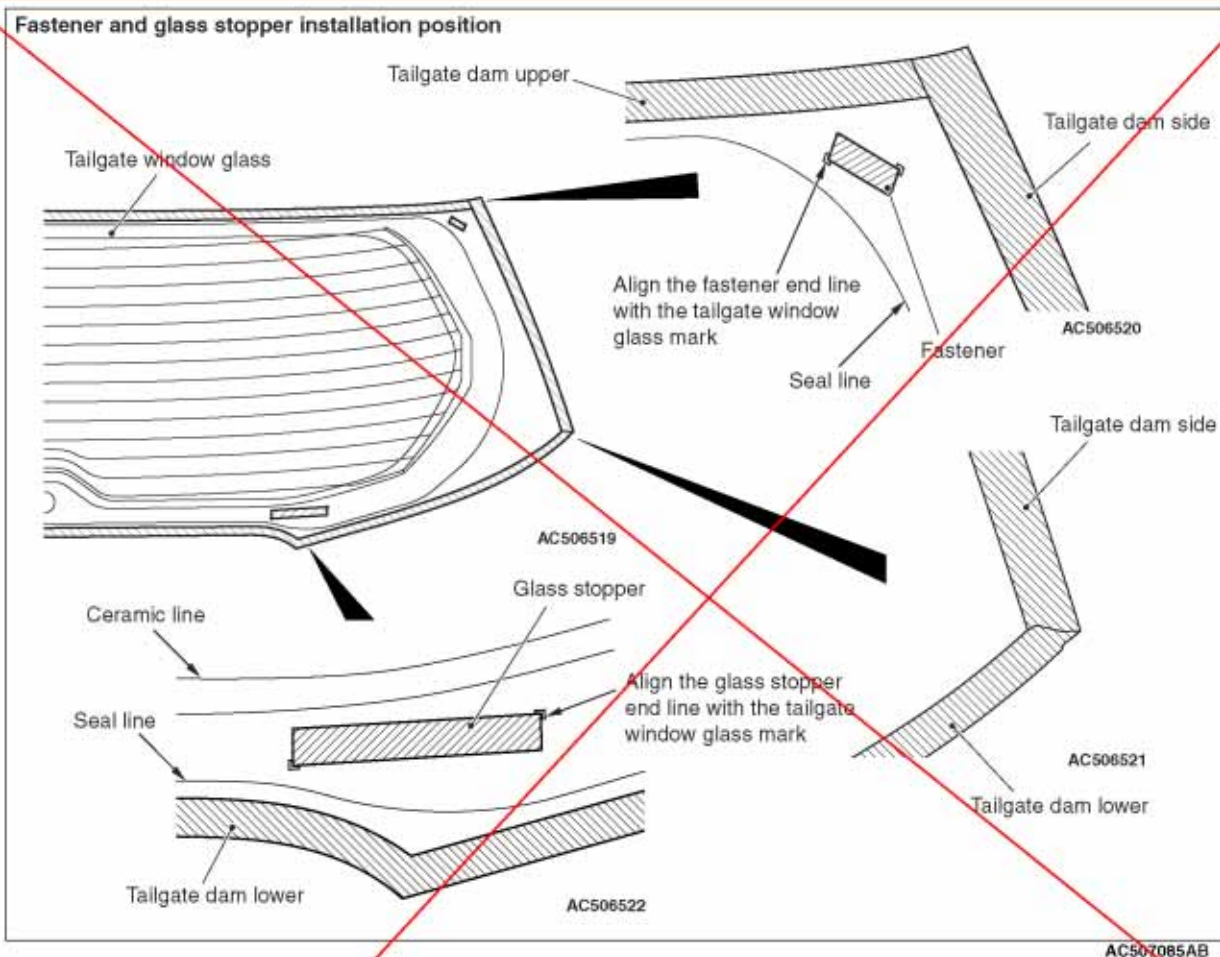 Fastener and glass stopper installation position
Tailgate dam upper
Tailgate dam side
Tailgate window glass
Align the fastener end line
with the tailgate window
glass mark
AC506520
Fastener
Seal line
Tailgate dam side
AC506519
Glass stopper
Ceramic line
Align the glass stopper
end line with the tailgate
window glass mark
Seal line
AC506521
Tailgate dam lower
Tailgate dam lower
AC506522
AC507085AB